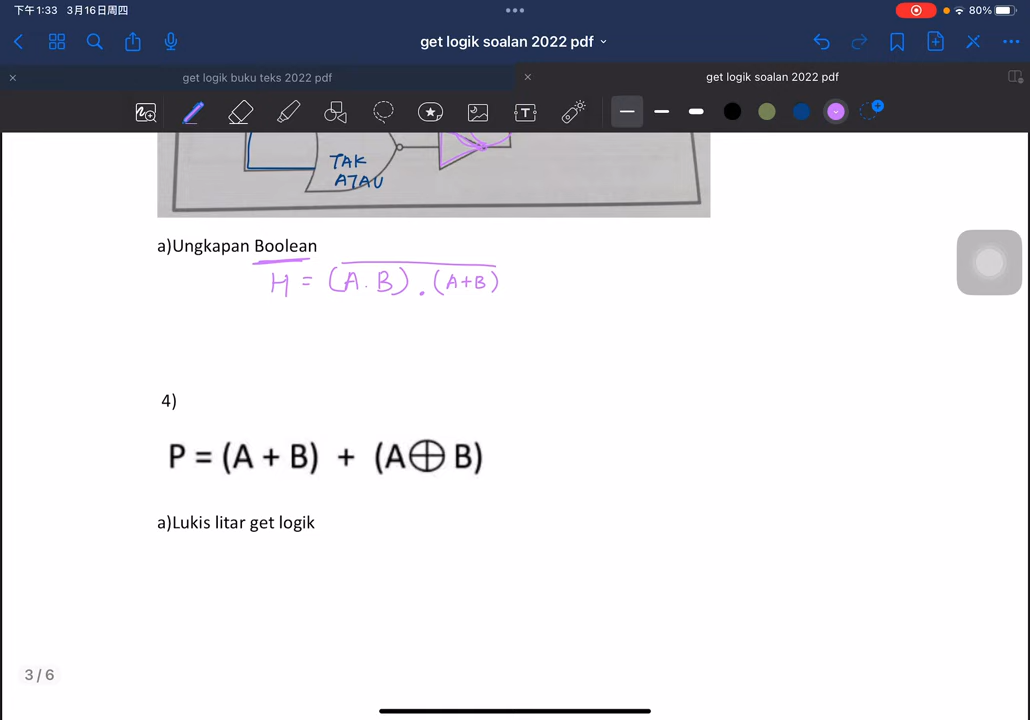 下午1:33 3月16日周四
80%
get logik soalan 2022 pdf
get logik buku teks 2022 pdf
get logik soalan 2022 pdf
TAK
ATAU
a)Ungkapan Boolean
H = (A.B) . (A+B)
4)
P = (A + B) + (A⊕B)
a)Lukis litar get logik
3 / 6